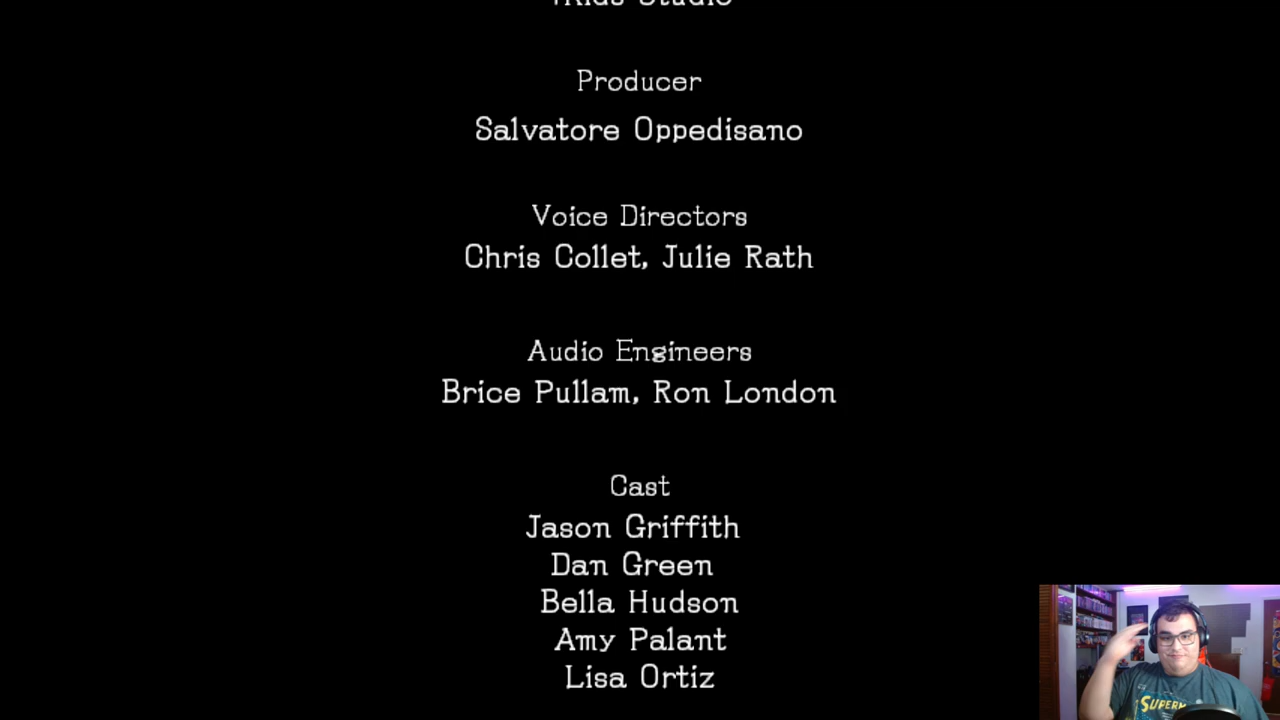 Producer
Salvatore Oppedisano
Voice Directors
Chris Collet, Julie Rath
Audio Engineers
Brice Pullam, Ron London
Cast
Jason Griffith
Dan Green
Bella Hudson
Amy Palant
Lisa Ortiz